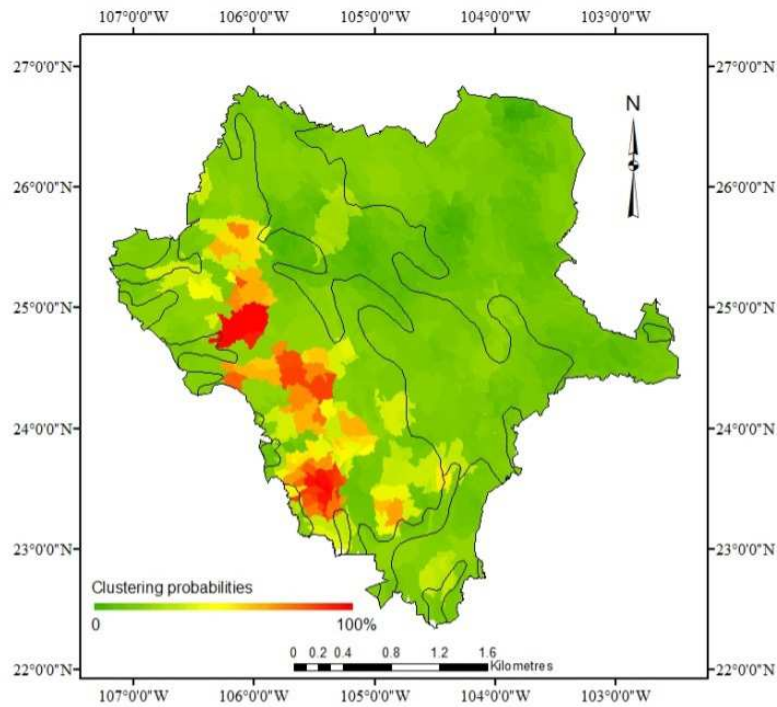 107°0'0"W 106°0'0"W 105°0'0"W 104°0'0"W 103°0'0"W
27°0'0"N 27°0'0"N
N
26°0'0"N 26°0'0"N
25°0'0"N 25°0'0"N
24°0'0"N 24°0'0"N
23°0'0"N 23°0'0"N
Clustering probabilities
0 100%
0 0.2 0.4 0.8 1.2 1.6
Kilometres
22°0'0"N 22°0'0"N
107°0'0"W 106°0'0"W 105°0'0"W 104°0'0"W 103°0'0"W